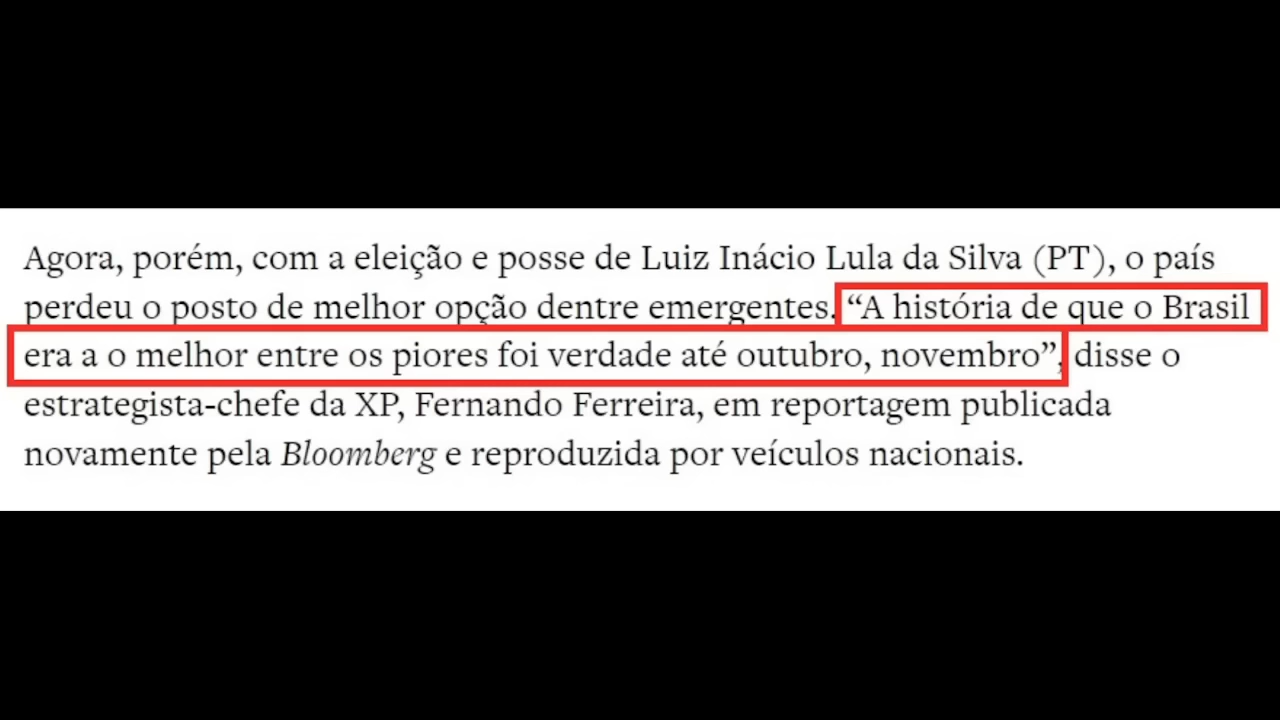 Agora, porém, com a eleição e posse de Luiz Inácio Lula da Silva (PT), o país
perdeu o posto de melhor opção dentre emergentes. “A história de que o Brasil
era a o melhor entre os piores foi verdade até outubro, novembro”, disse o
estrategista-chefe da XP, Fernando Ferreira, em reportagem publicada
novamente pela Bloomberg e reproduzida por veículos nacionais.